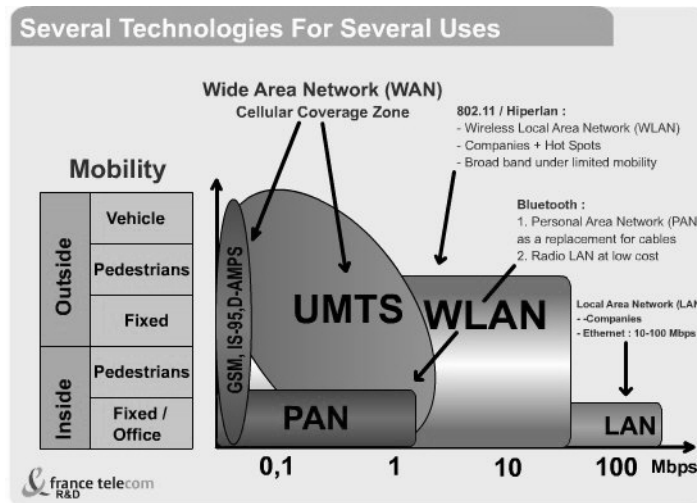 Several Technologies For Several Uses
Wide Area Network (WAN)
Cellular Coverage Zone
802.11 / Hiperlan :
- Wireless Local Area Network (WLAN)
- Companies + Hot Spots
- Broad band under limited mobility
Bluetooth :
1. Personal Area Network (PAN
as a replacement for cables
2. Radio LAN at low cost
Local Area Network (LAN
- -Companies
- Ethernet : 10-100 Mbps
Mobility
Outside
Vehicle
Pedestrians
Fixed
Inside
Pedestrians
Fixed /
Office
GSM, IS-95,D-AMPS
UMTS
WLAN
PAN
LAN
0,1 1 10 100 Mbps
france telecom
R&D